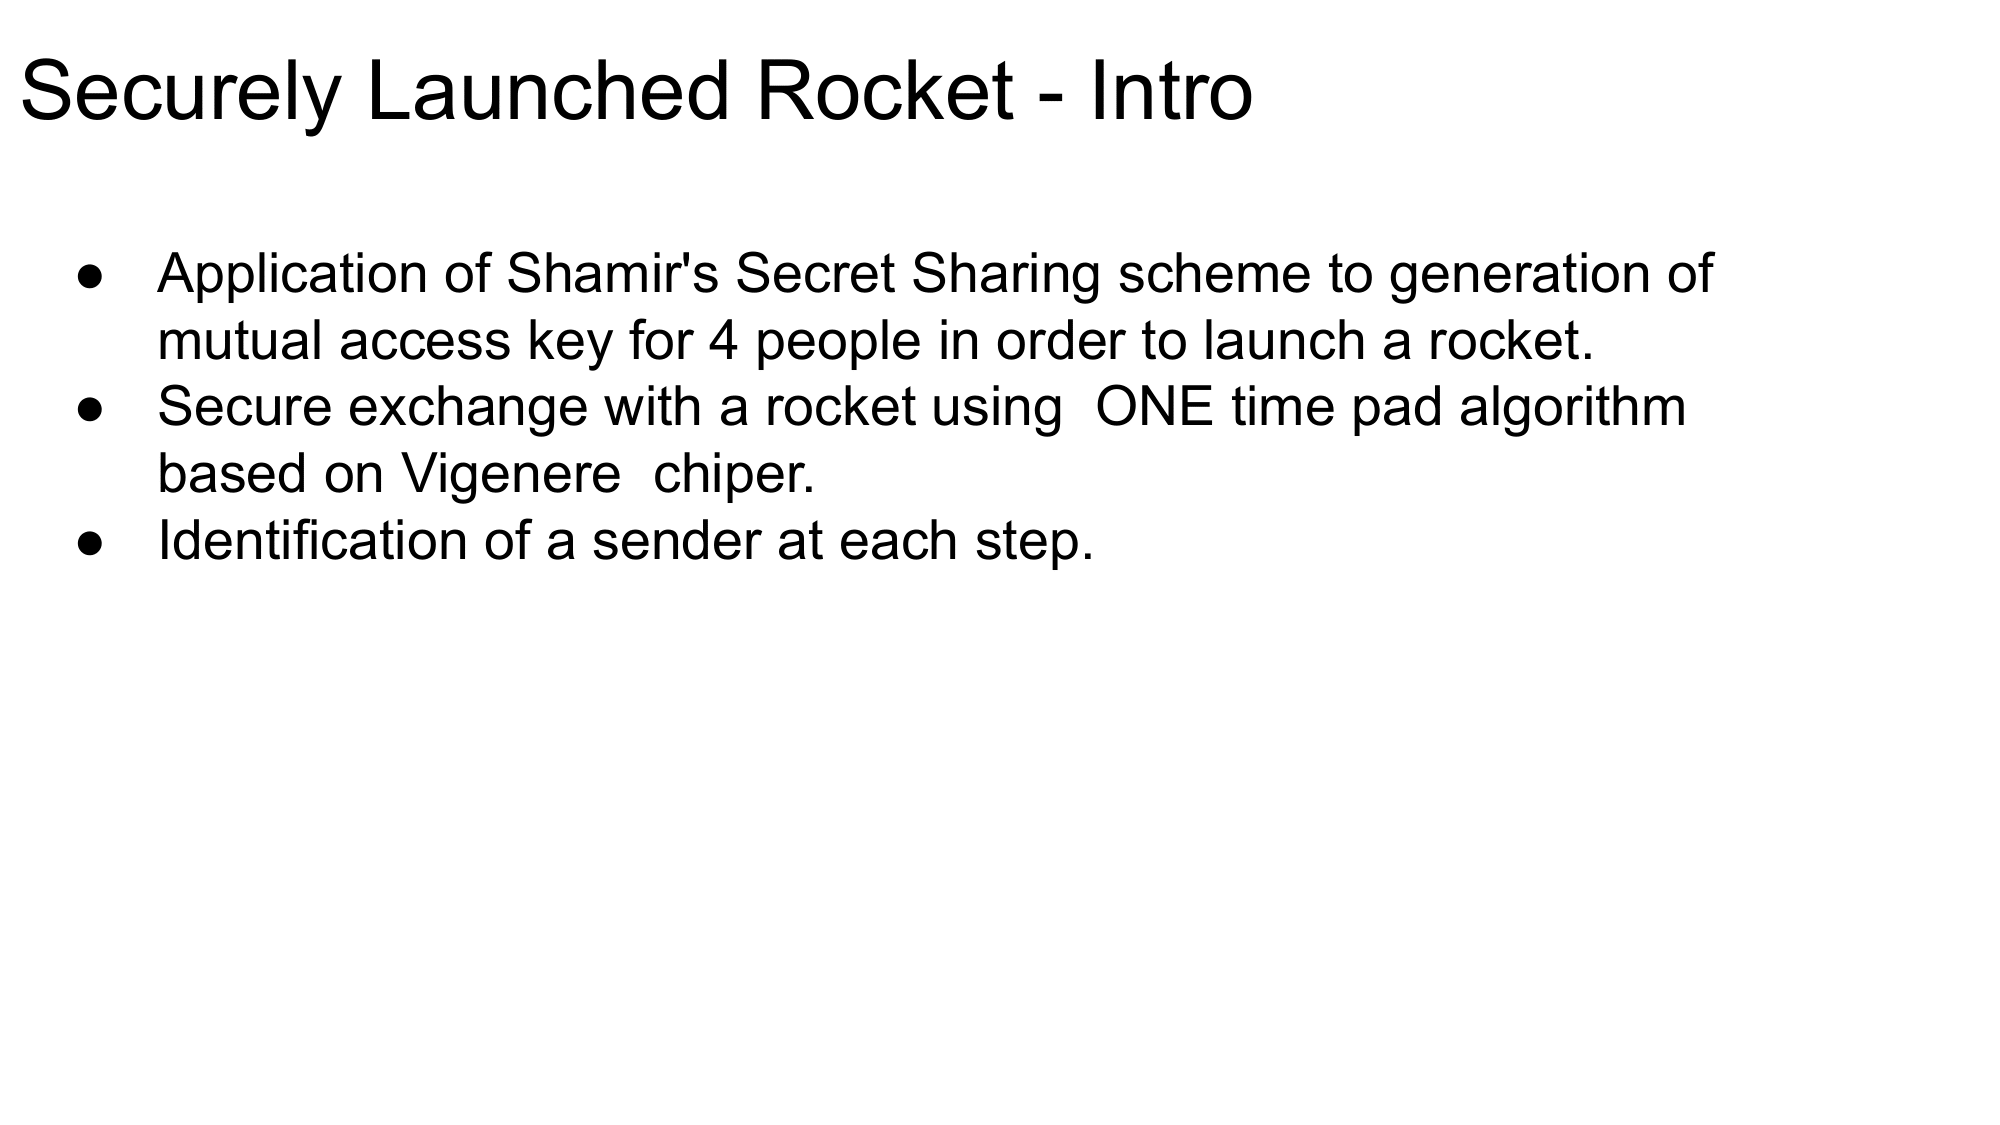 Securely Launched Rocket - Intro
● Application of Shamir's Secret Sharing scheme to generation of
mutual access key for 4 people in order to launch a rocket.
● Secure exchange with a rocket using  ONE time pad algorithm
based on Vigenere  chiper.
● Identification of a sender at each step.